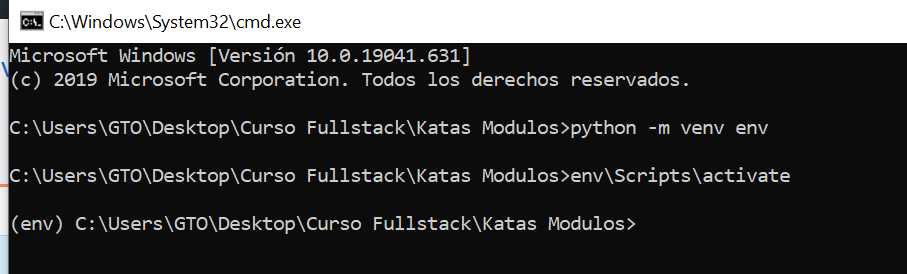 C:\Windows\System32\cmd.exe
Microsoft Windows [Versión 10.0.19041.631]
(c) 2019 Microsoft Corporation. Todos los derechos reservados.
C:\Users\GTO\Desktop\Curso Fullstack\Katas Modulos>python -m venv env
C:\Users\GTO\Desktop\Curso Fullstack\Katas Modulos>env\Scripts\activate
(env) C:\Users\GTO\Desktop\Curso Fullstack\Katas Modulos>